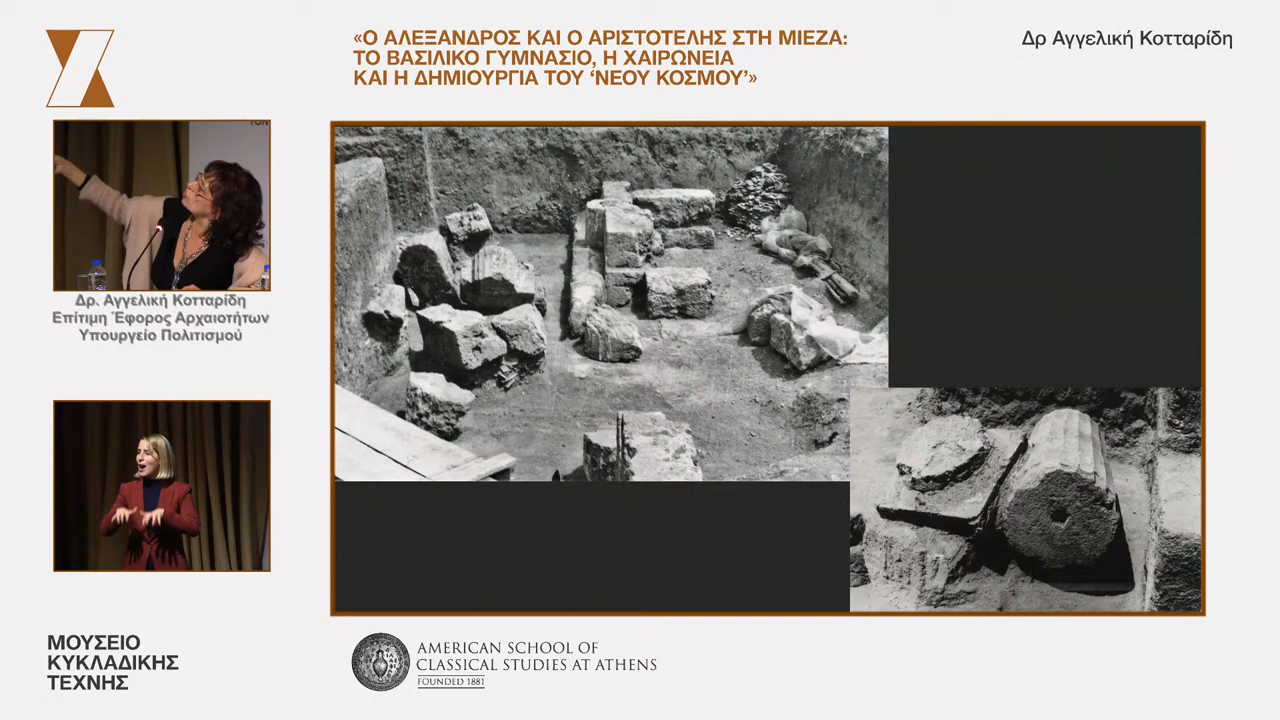 «Ο ΑΛΕΞΑΝΔΡΟΣ ΚΑΙ Ο ΑΡΙΣΤΟΤΕΛΗΣ ΣΤΗ ΜΙΕΖΑ:
ΤΟ ΒΑΣΙΛΙΚΟ ΓΥΜΝΑΣΙΟ, Η ΧΑΙΡΩΝΕΙΑ
ΚΑΙ Η ΔΗΜΙΟΥΡΓΙΑ ΤΟΥ ‘ΝΕΟΥ ΚΟΣΜΟΥ’»
Δρ Αγγελική Κοτταρίδη
ΤΩΝ
Δρ. Αγγελική Κοτταρίδη
Επίτιμη Έφορος Αρχαιοτήτων
Υπουργείο Πολιτισμού
ΜΟΥΣΕΙΟ
ΚΥΚΛΑΔΙΚΗΣ
ΤΕΧΝΗΣ
AMERICAN SCHOOL OF
CLASSICAL STUDIES AT ATHENS
FOUNDED 1881